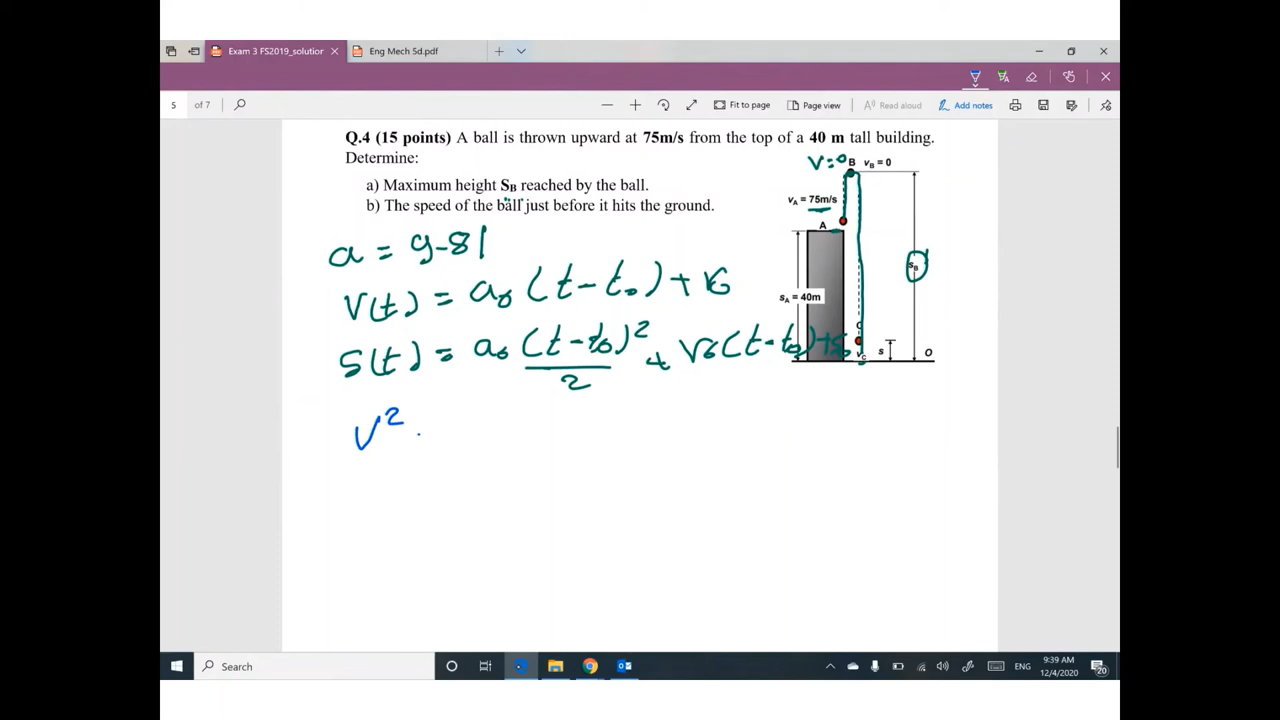 Exam 3 FS2019_solutior
Eng Mech 5d.pdf
5 of 7
Fit to page
Page view
Read aloud
Add notes
Q.4 (15 points) A ball is thrown upward at 75m/s from the top of a 40 m tall building.
Determine:
a) Maximum height SB reached by the ball.
b) The speed of the ball just before it hits the ground.
V=0
B vB = 0
vA = 75m/s
A
sB
sA = 40m
C
vC
s
O
a = 9-81
V(t) = a0 (t-t0) + V0
S(t) = a0 (t-t0)2 / 2 + V0(t-t0)+S0
V2
Search
ENG
9:39 AM
12/4/2020
20